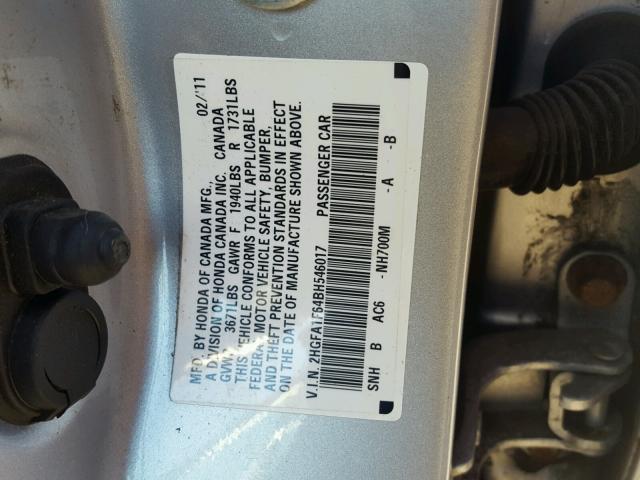 MFD. BY HONDA OF CANADA MFG. 02/'11
A DIVISION OF HONDA CANADA INC. CANADA
GVWR 3671LBS GAWR F 1940LBS R 1731LBS
THIS VEHICLE CONFORMS TO ALL APPLICABLE
FEDERAL MOTOR VEHICLE SAFETY, BUMPER,
AND THEFT PREVENTION STANDARDS IN EFFECT
ON THE DATE OF MANUFACTURE SHOWN ABOVE.
V.I.N. 2HGFA1F64BH546017 PASSENGER CAR
SNH B AC6 -NH700M -A -B